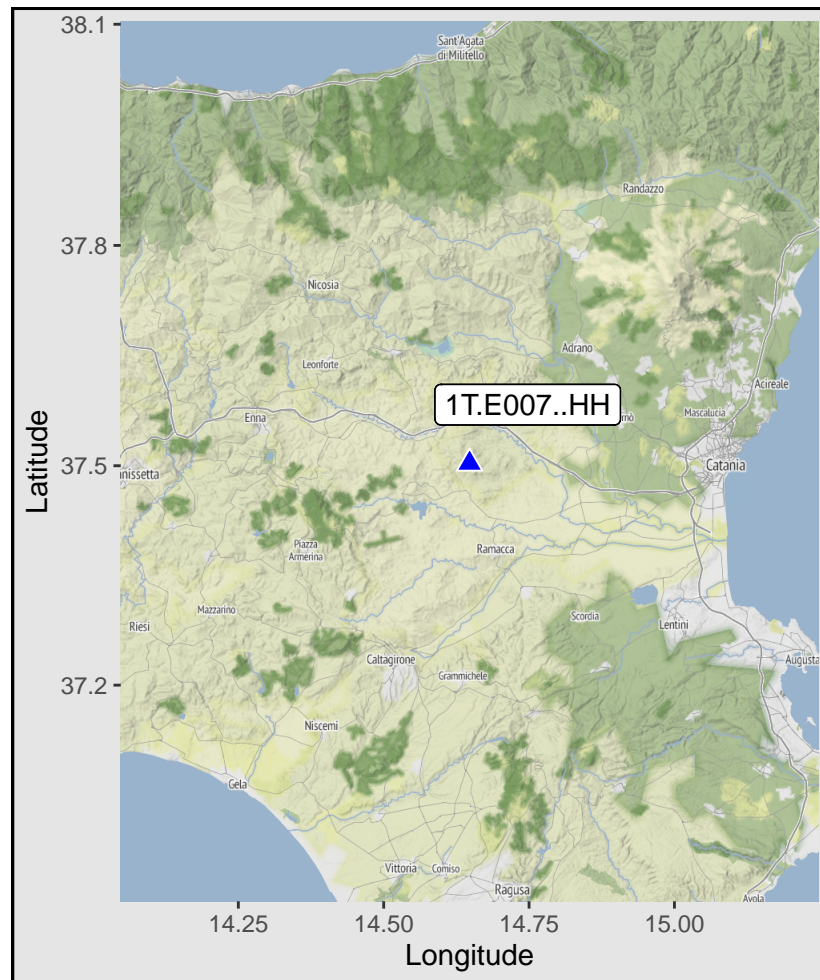 38.1
37.8
37.5
37.2
Latitude
Sant'Agata
di Militello
Randazzo
Nicosia
Adrano
Leonforte
Acireale
1T.E007..HH
Mascalucia
Enna
Catania
Piazza
Armerina
Ramacca
Mazzarino
Scordia
Lentini
Riesi
Caltagirone
Augusta
Grammichele
Niscemi
Gela
Vittoria
Comiso
Ragusa
Avola
14.25
14.50
14.75
15.00
Longitude